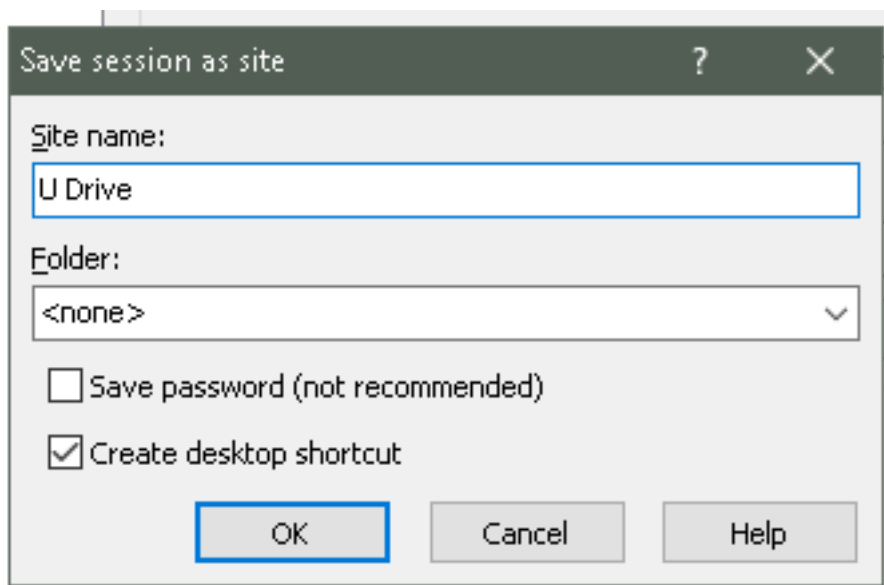 Save session as site ?
Site name:
U Drive
Folder:
<none>
Save password (not recommended)
Create desktop shortcut
OK Cancel Help